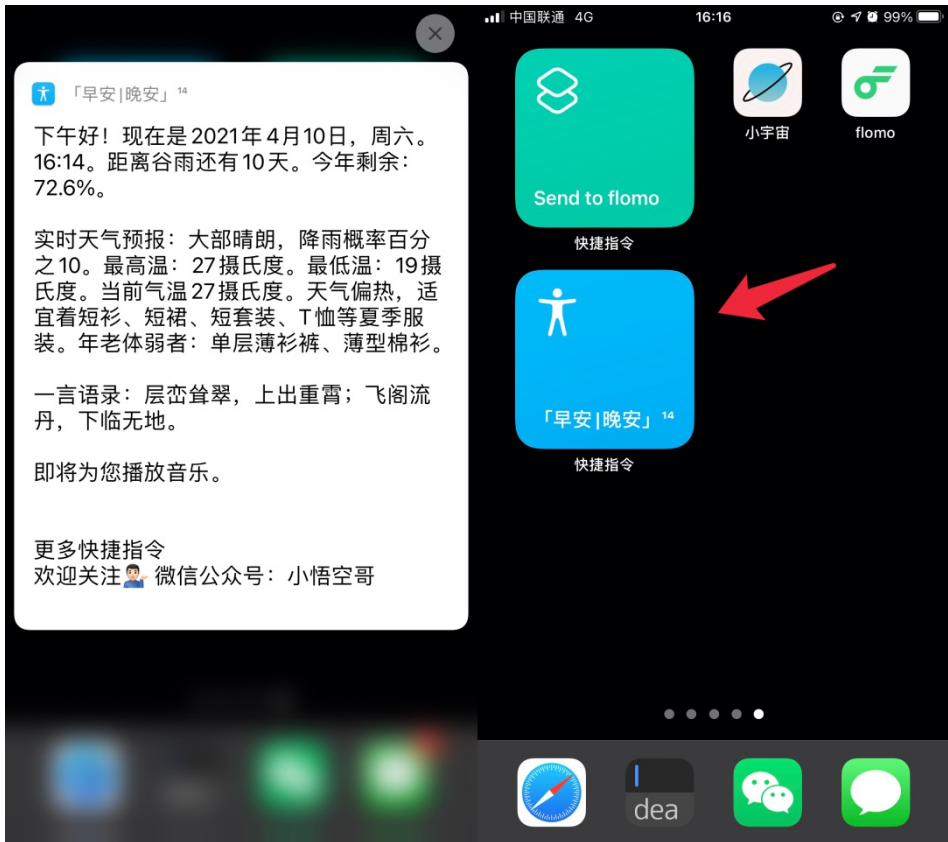 「早安|晚安」¹⁴
下午好！现在是2021年4月10日，周六。
16:14。距离谷雨还有10天。今年剩余：
72.6%。
实时天气预报：大部晴朗，降雨概率百分
之10。最高温：27摄氏度。最低温：19摄
氏度。当前气温27摄氏度。天气偏热，适
宜着短衫、短裙、短套装、T恤等夏季服
装。年老体弱者：单层薄衫裤、薄型棉衫。
一言语录：层峦耸翠，上出重霄；飞阁流
丹，下临无地。
即将为您播放音乐。
更多快捷指令
欢迎关注💁🏻‍♂️ 微信公众号：小悟空哥
中国联通 4G 16:16 99%
Send to flomo
快捷指令
小宇宙
flomo
「早安|晚安」¹⁴
快捷指令
dea